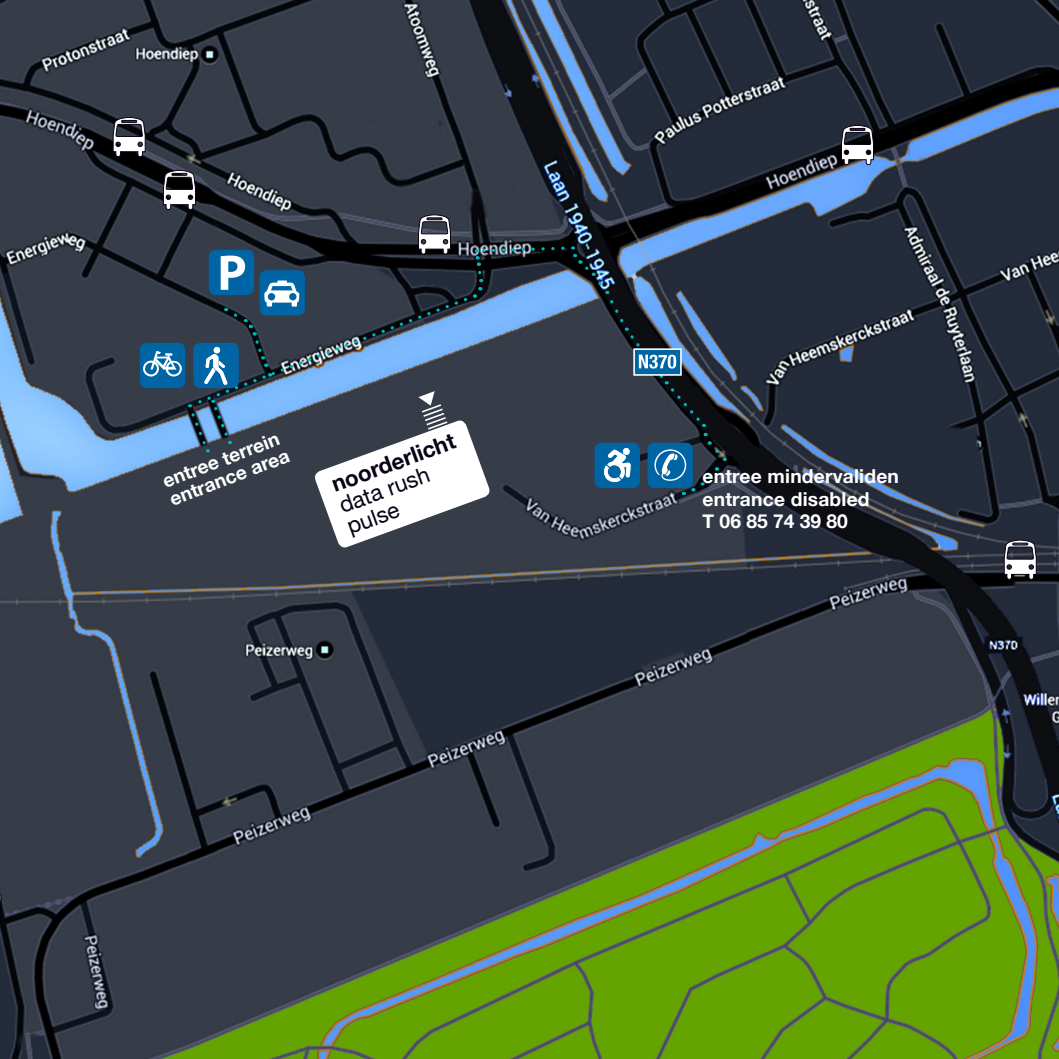 Protonstraat
Hoendiep
Atoomweg
straat
Hoendiep
Paulus Potterstraat
Hoendiep
Hoendiep
Laan 1940-1945
Energieweg
P
Hoendiep
Admiraal de Ruyterlaan
Van Hee
Energieweg
Van Heemskerckstraat
N370
entree terrein
entrance area
noorderlicht
data rush
pulse
Van Heemskerckstraat
entree mindervaliden
entrance disabled
T 06 85 74 39 80
Peizerweg
Peizerweg
Peizerweg
N370
Willem
G
Peizerweg
Peizerweg
Peizerweg